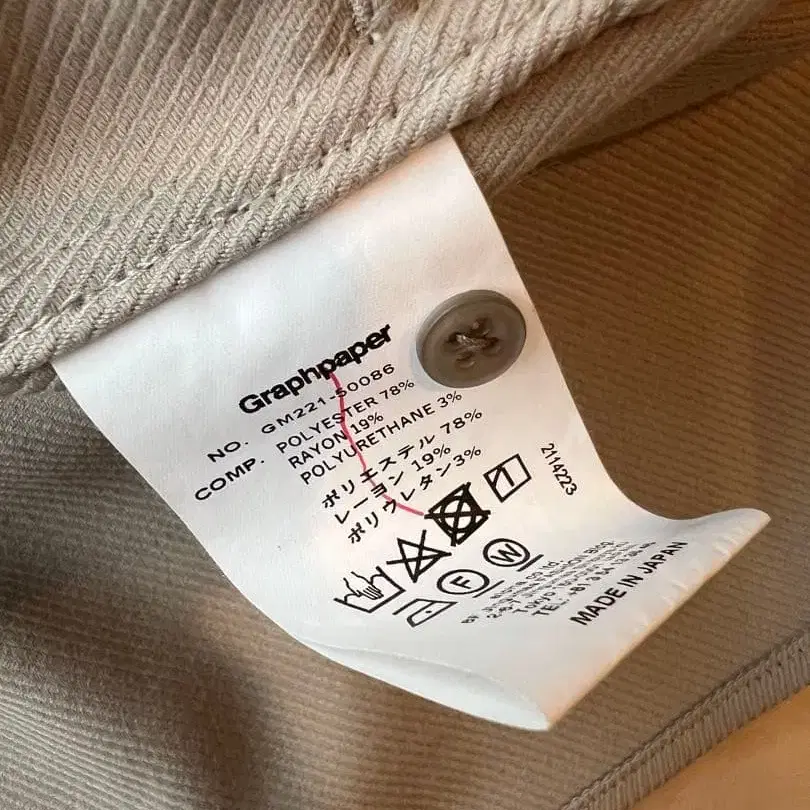 Graphpaper
NO. GM221-50086
COMP. POLYESTER 78%
RAYON 19%
POLYURETHANE 3%
ポリエステル 78%
レーヨン 19%
ポリウレタン3%
2114223
F W
MADE IN JAPAN